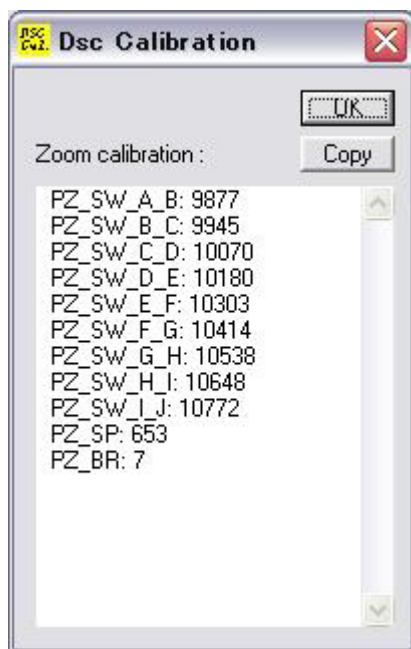 DSC
Cal.
Dsc Calibration
OK
Zoom calibration :
Copy
PZ_SW_A_B: 9877
PZ_SW_B_C: 9945
PZ_SW_C_D: 10070
PZ_SW_D_E: 10180
PZ_SW_E_F: 10303
PZ_SW_F_G: 10414
PZ_SW_G_H: 10538
PZ_SW_H_I: 10648
PZ_SW_I_J: 10772
PZ_SP: 653
PZ_BR: 7